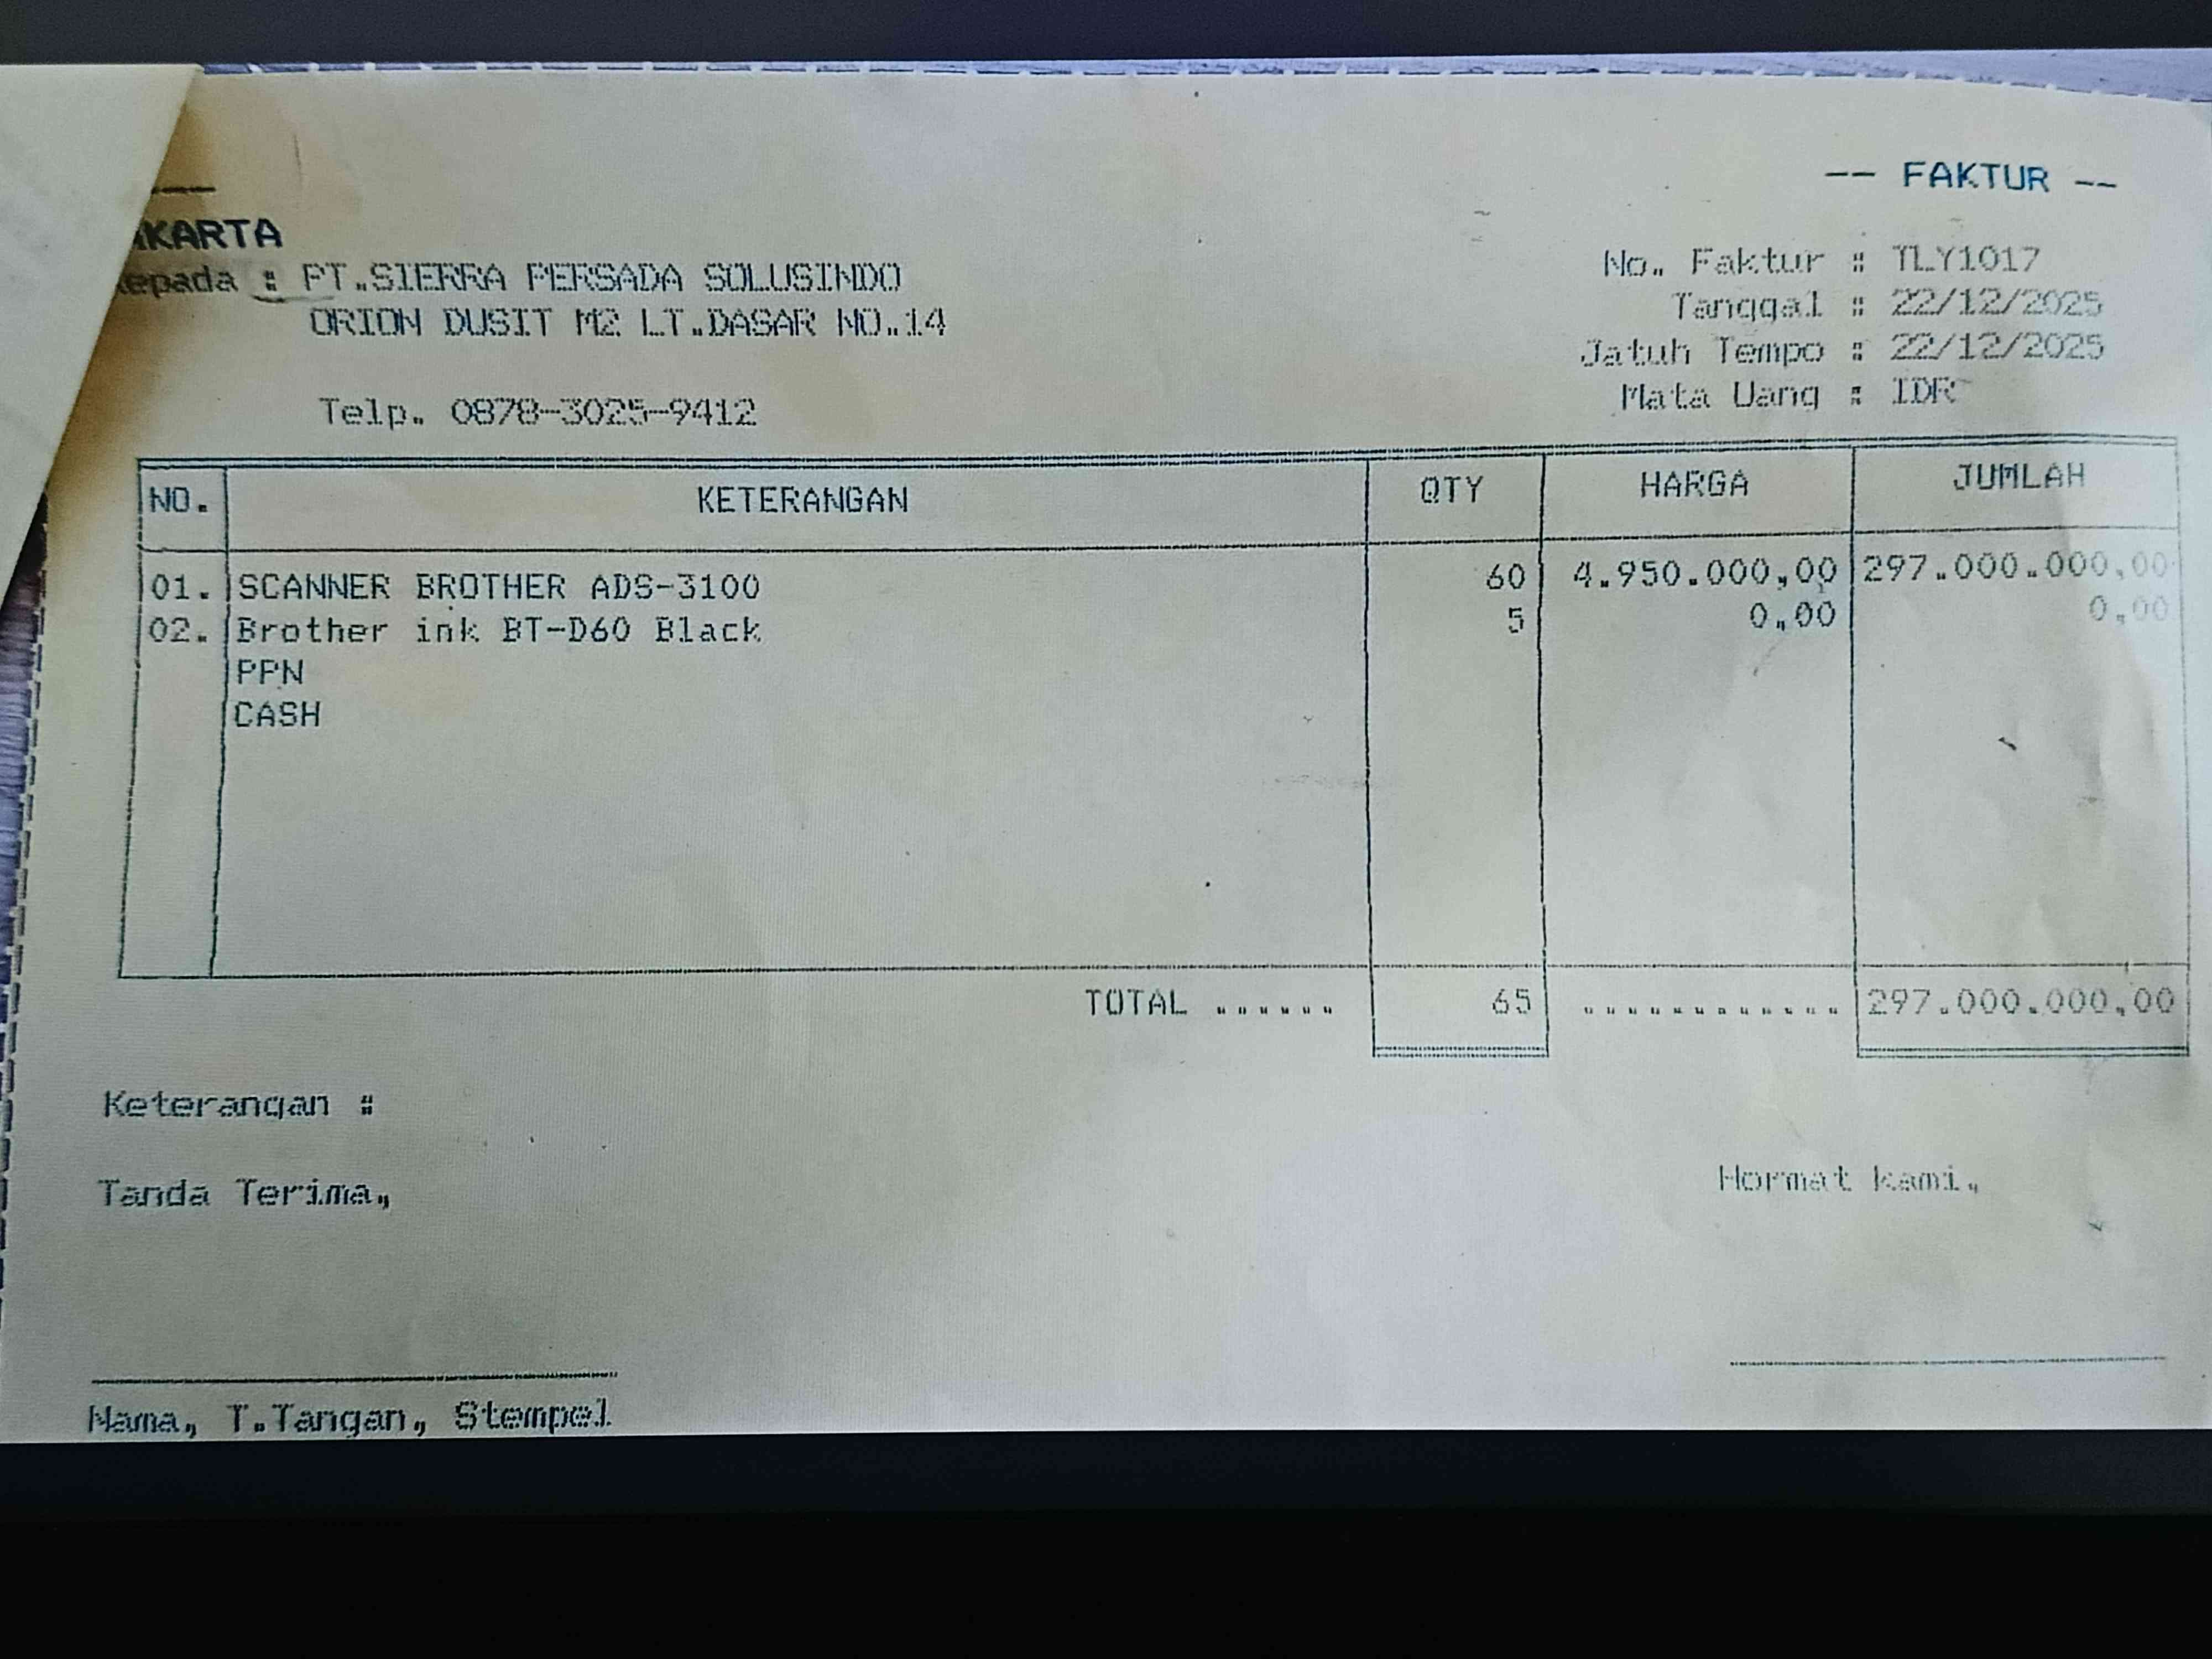 -- FAKTUR --
KARTA
epada : PT.SIERRA PERSADA SOLUSINDO
ORION DUSIT M2 LT.DASAR NO.14
Telp. 0878-3025-9412
No. Faktur : TLY1017
Tanggal : 22/12/2025
Jatuh Tempo : 22/12/2025
Mata Uang : IDR
NO. KETERANGAN QTY HARGA JUMLAH
01. SCANNER BROTHER ADS-3100 60 4.950.000,00 297.000.000,00
02. Brother ink BT-D60 Black 5 0,00 0,00
PPN
CASH
TOTAL ...... 65 ............ 297.000.000,00
Keterangan :
Tanda Terima,
Hormat kami,
Nama, T.Tangan, Stempel